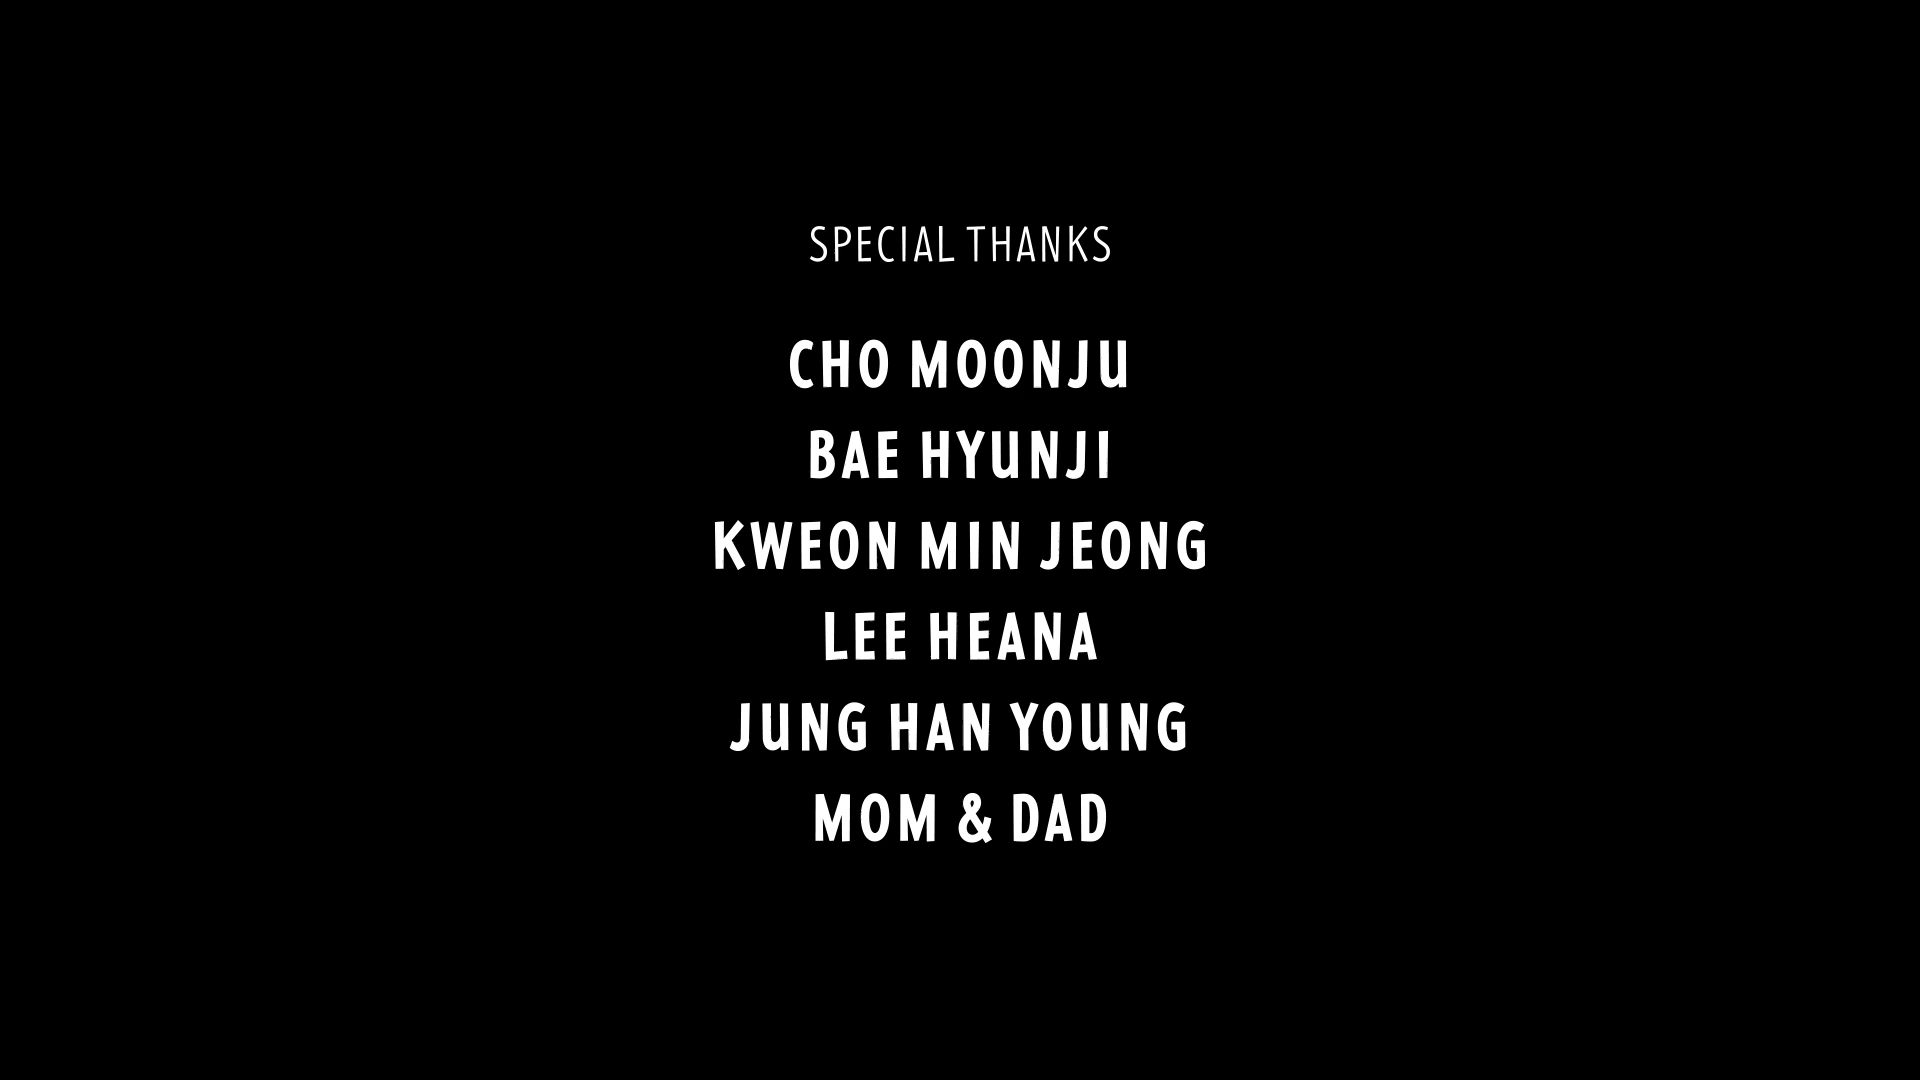 SPECIAL THANKS
CHO MOONJU
BAE HYUNJI
KWEON MIN JEONG
LEE HEANA
JUNG HAN YOUNG
MOM & DAD